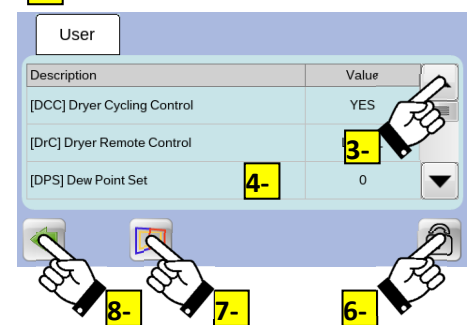 User
Description Value
[DCC] Dryer Cycling Control YES
3-
[DrC] Dryer Remote Control
[DPS] Dew Point Set 4- 0
8- 7- 6-